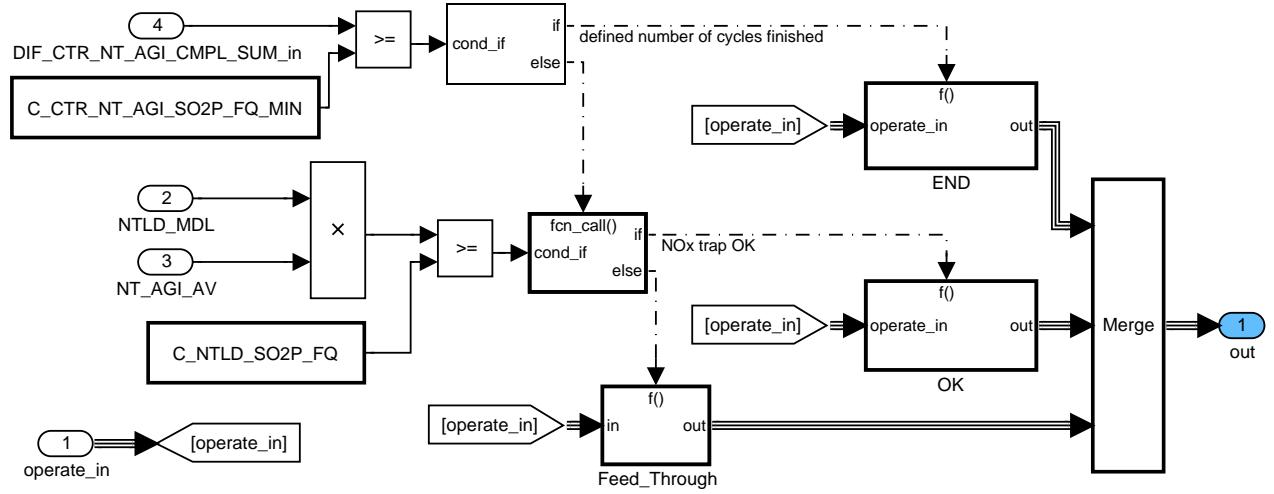 4
DIF_CTR_NT_AGI_CMPL_SUM_in
C_CTR_NT_AGI_SO2P_FQ_MIN
>=
cond_if
if
else
defined number of cycles finished
[operate_in]
f()
operate_in
out
END
2
NTLD_MDL
3
NT_AGI_AV
×
C_NTLD_SO2P_FQ
>=
fcn_call()
cond_if
if
else
NOx trap OK
[operate_in]
f()
operate_in
out
OK
Merge
1
out
1
operate_in
[operate_in]
[operate_in]
f()
in
out
Feed_Through